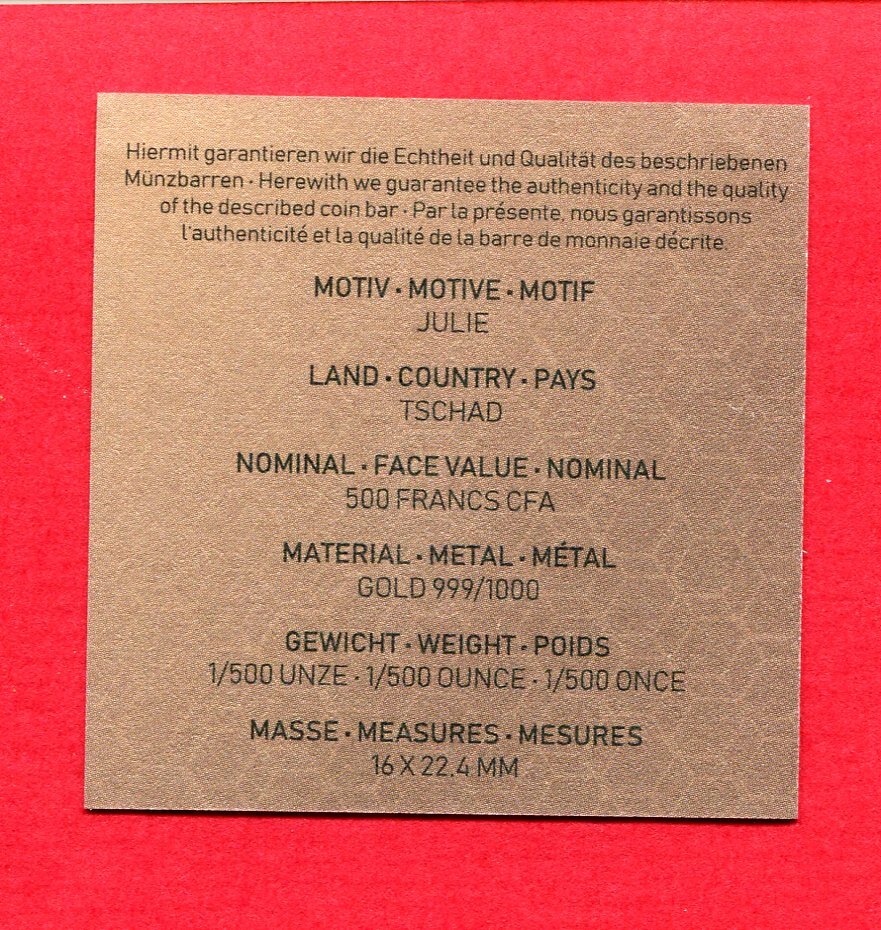 Hiermit garantieren wir die Echtheit und Qualität des beschriebenen
Münzbarren · Herewith we guarantee the authenticity and the quality
of the described coin bar · Par la présente, nous garantissons
l'authenticité et la qualité de la barre de monnaie décrite.
MOTIV · MOTIVE · MOTIF
JULIE
LAND · COUNTRY · PAYS
TSCHAD
NOMINAL · FACE VALUE · NOMINAL
500 FRANCS CFA
MATERIAL · METAL · MÉTAL
GOLD 999/1000
GEWICHT · WEIGHT · POIDS
1/500 UNZE · 1/500 OUNCE · 1/500 ONCE
MASSE · MEASURES · MESURES
16 X 22.4 MM